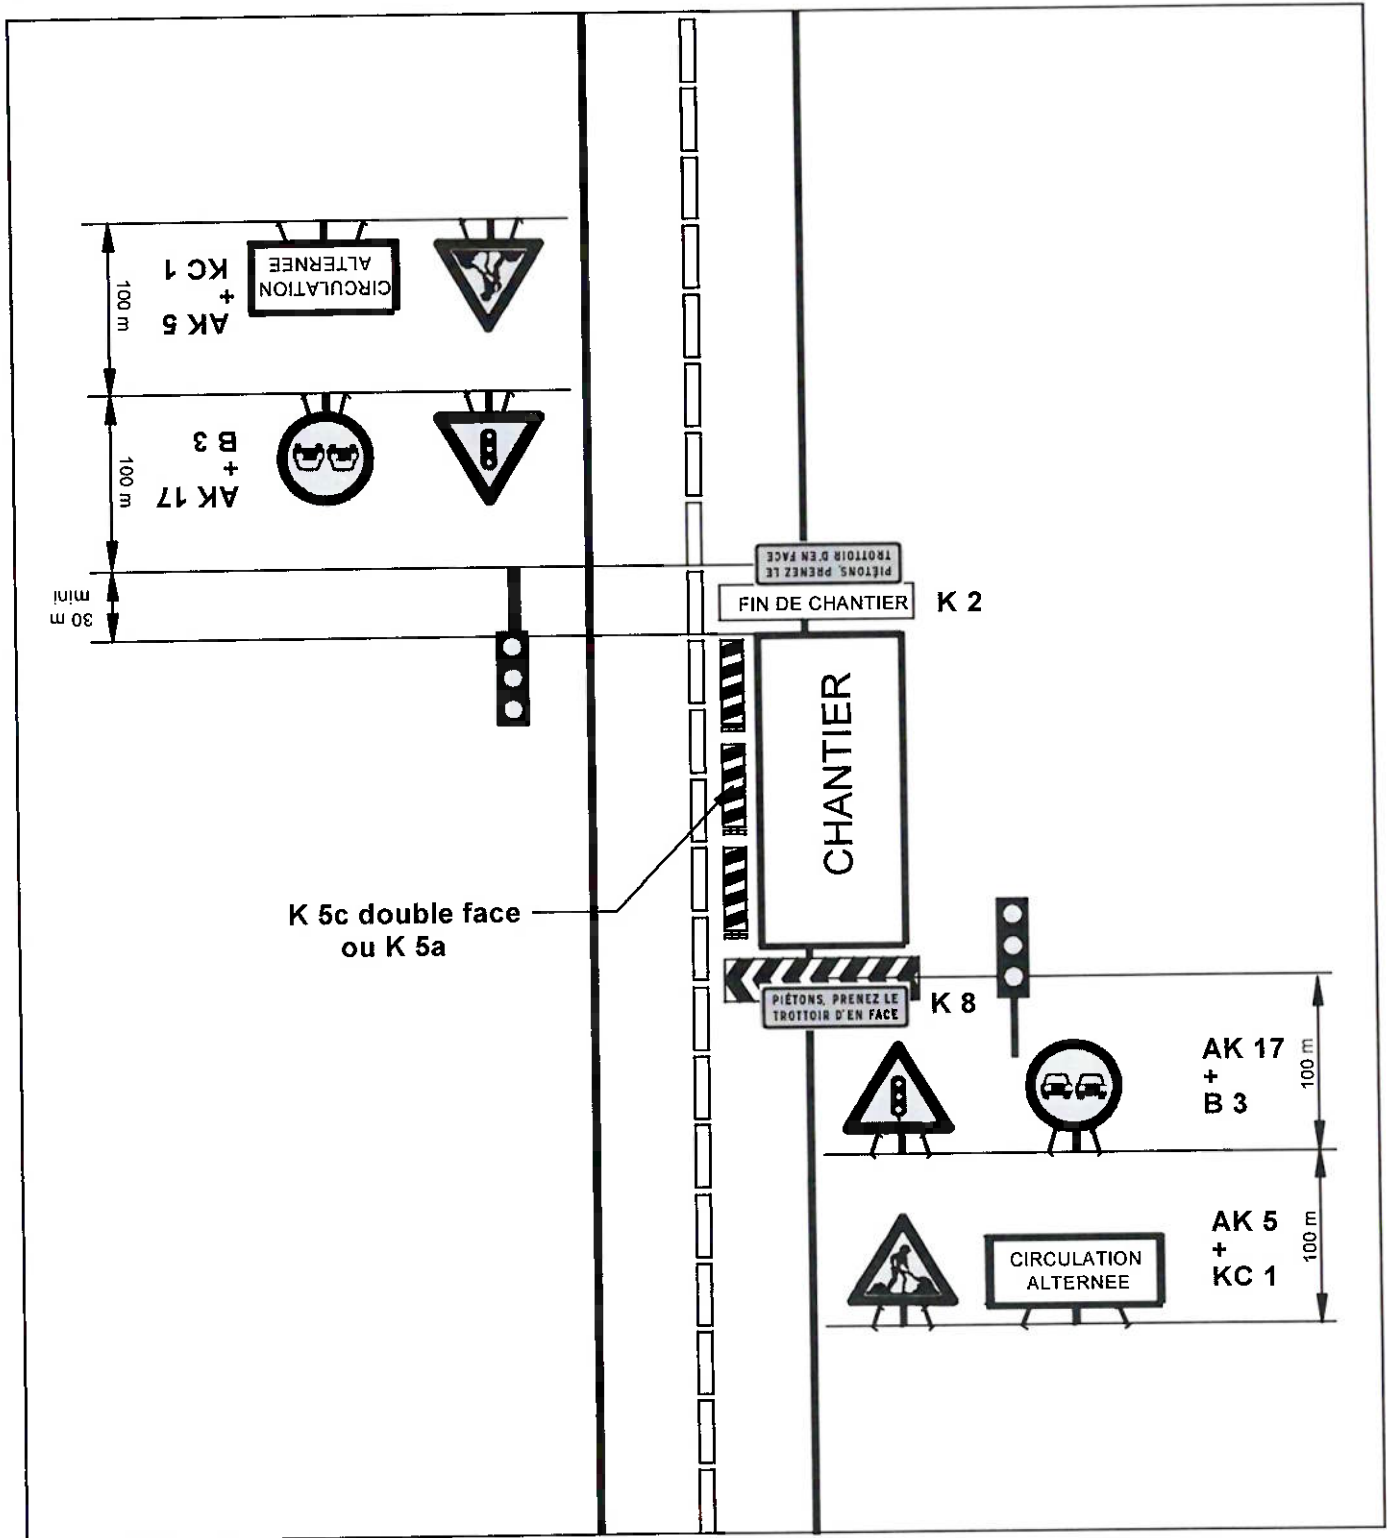 CIRCULATION
ALTERNEE
AK 5
+
KC 1
100 m
AK 17
+
B 3
100 m
30 m
mini
PIÉTONS, PRENEZ LE
TROTTOIR D'EN FACE
FIN DE CHANTIER
K 2
CHANTIER
K 5c double face
ou K 5a
PIÉTONS, PRENEZ LE
TROTTOIR D'EN FACE
K 8
AK 17
+
B 3
100 m
CIRCULATION
ALTERNEE
AK 5
+
KC 1
100 m